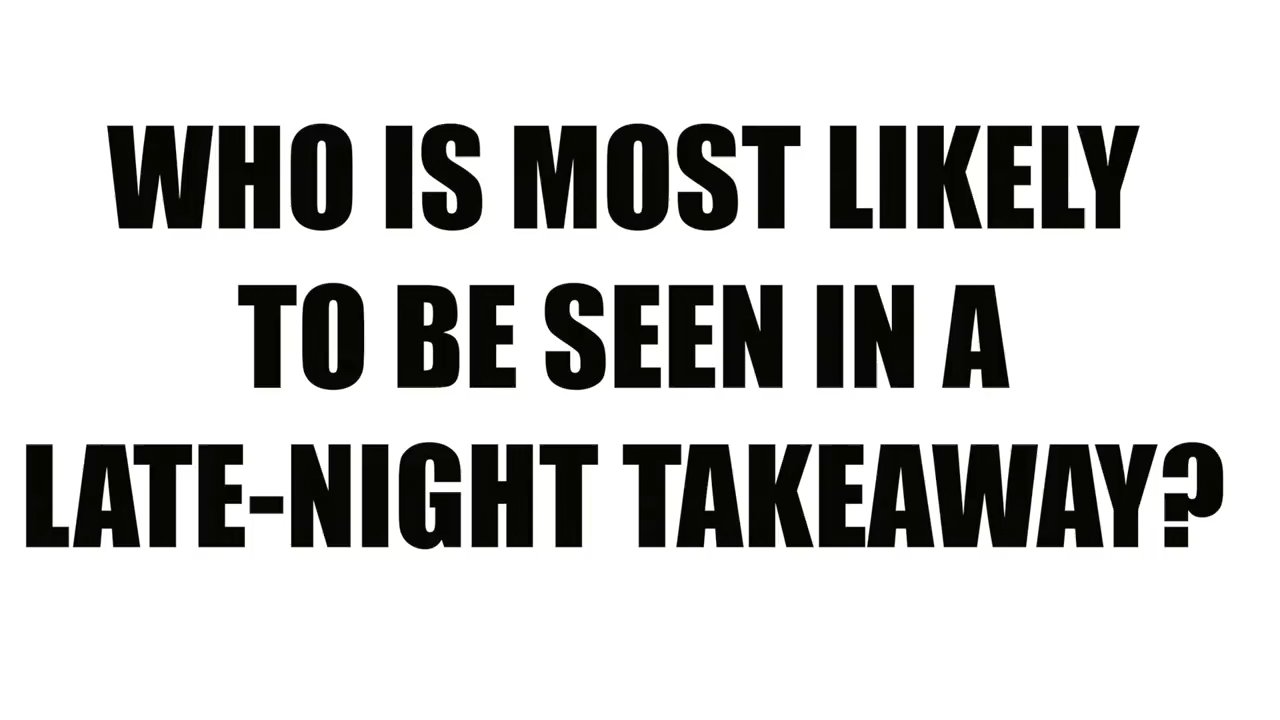 WHO IS MOST LIKELY
TO BE SEEN IN A
LATE-NIGHT TAKEAWAY?